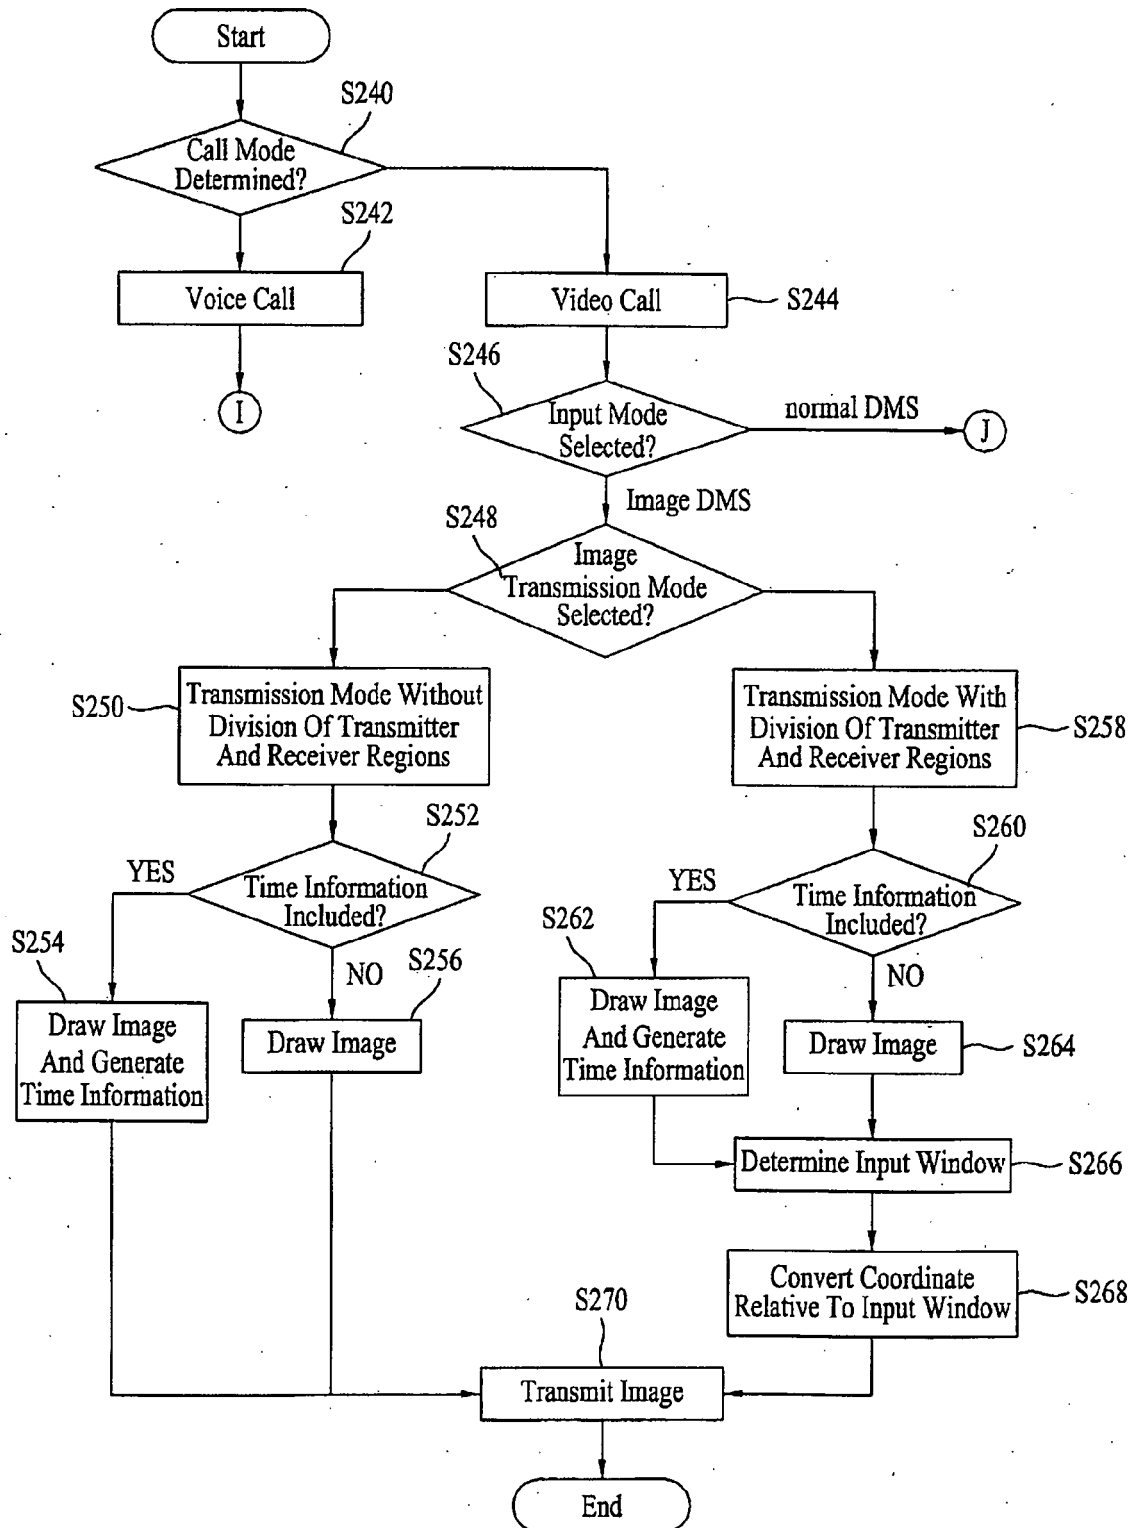 Start
S240
Call Mode
Determined?
S242
Voice Call
Video Call
S244
S246
I
Input Mode
Selected?
normal DMS
J
Image DMS
S248
Image
Transmission Mode
Selected?
S250
Transmission Mode Without
Division Of Transmitter
And Receiver Regions
Transmission Mode With
Division Of Transmitter
And Receiver Regions
S258
S252
YES
Time Information
Included?
S260
YES
Time Information
Included?
S254
NO
S256
S262
NO
Draw Image
And Generate
Time Information
Draw Image
Draw Image
And Generate
Time Information
Draw Image
S264
Determine Input Window
S266
Convert Coordinate
Relative To Input Window
S268
S270
Transmit Image
End